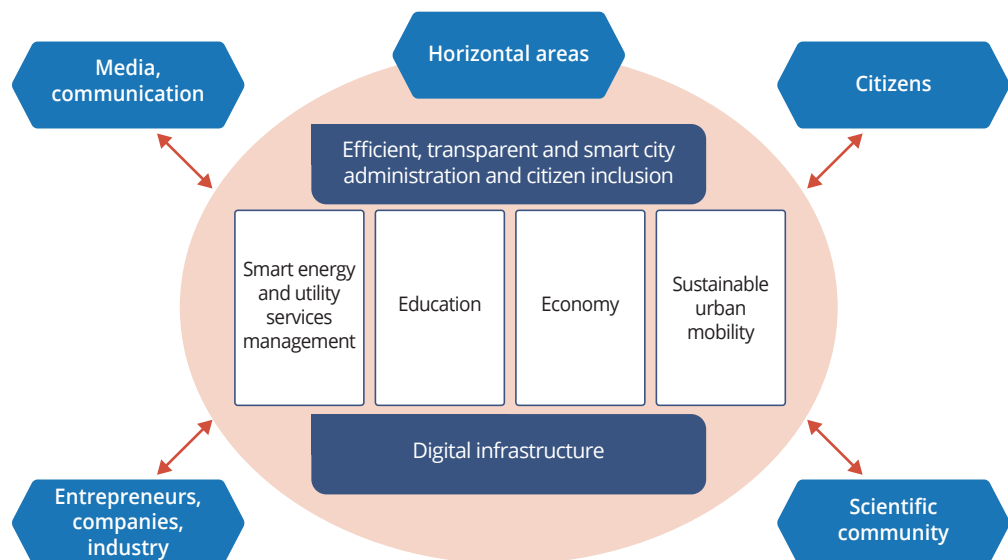 Media,
communication
Horizontal areas
Citizens
Efficient, transparent and smart city
administration and citizen inclusion
Smart energy
and utility
services
management
Education
Economy
Sustainable
urban
mobility
Digital infrastructure
Entrepreneurs,
companies,
industry
Scientific
community